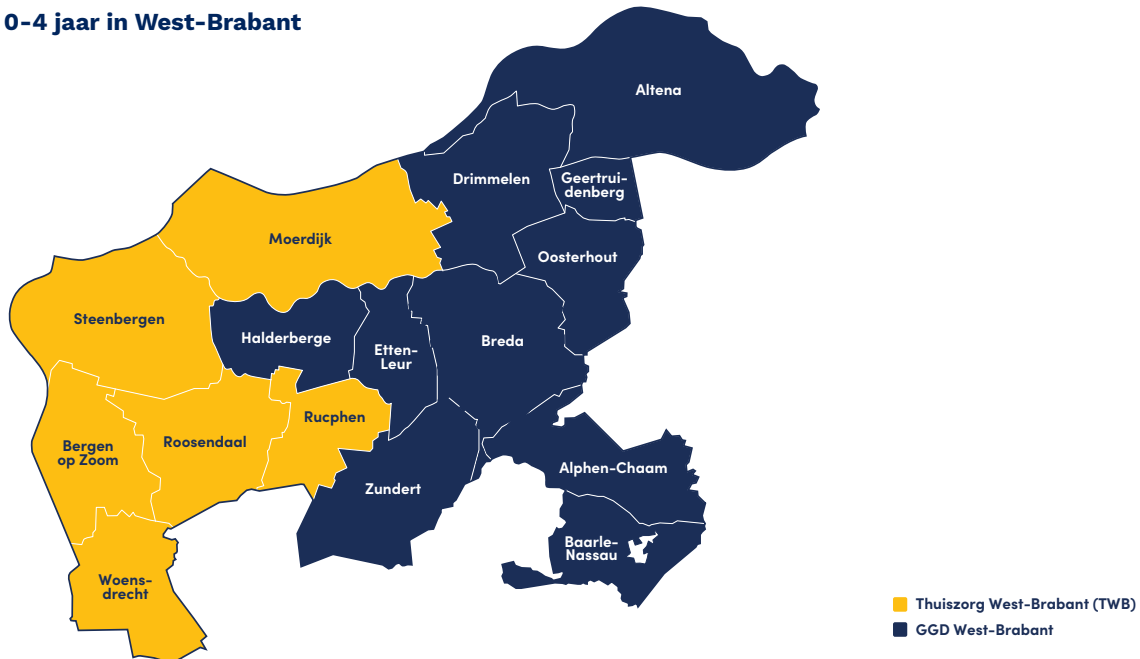 0-4 jaar in West-Brabant
Altena
Drimmelen
Geertrui-
denberg
Moerdijk
Oosterhout
Steenbergen
Halderberge
Etten-
Leur
Breda
Rucphen
Roosendaal
Bergen
op Zoom
Alphen-Chaam
Zundert
Baarle-
Nassau
Woens-
drecht
Thuiszorg West-Brabant (TWB)
GGD West-Brabant